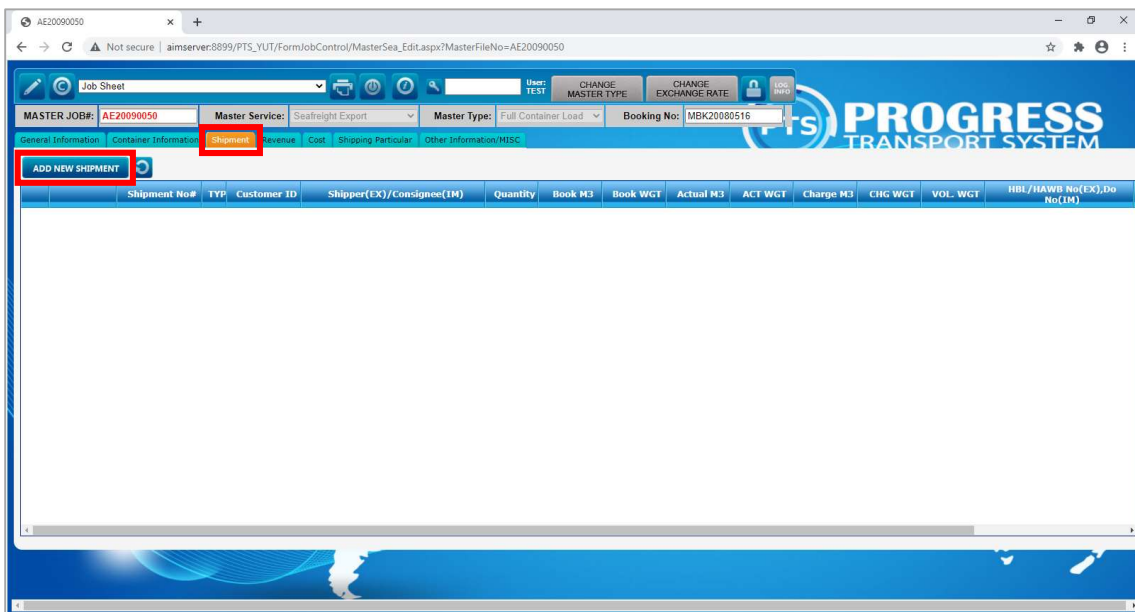 AE20090050
Not secure | aimserver:8899/PTS_YUT/FormJobControl/MasterSea_Edit.aspx?MasterFileNo=AE20090050
Job Sheet User: TEST CHANGE MASTER TYPE CHANGE EXCHANGE RATE LOG INFO
MASTER JOB#: AE20090050 Master Service: Seafreight Export Master Type: Full Container Load Booking No: MBK20080516
PROGRESS
TRANSPORT SYSTEM
General Information Container Information Shipment Revenue Cost Shipping Particular Other Information/MISC
ADD NEW SHIPMENT
Shipment No# TYP Customer ID Shipper(EX)/Consignee(IM) Quantity Book M3 Book WGT Actual M3 ACT WGT Charge M3 CHG WGT VOL. WGT HBL/HAWB No(EX),Do No(IM)